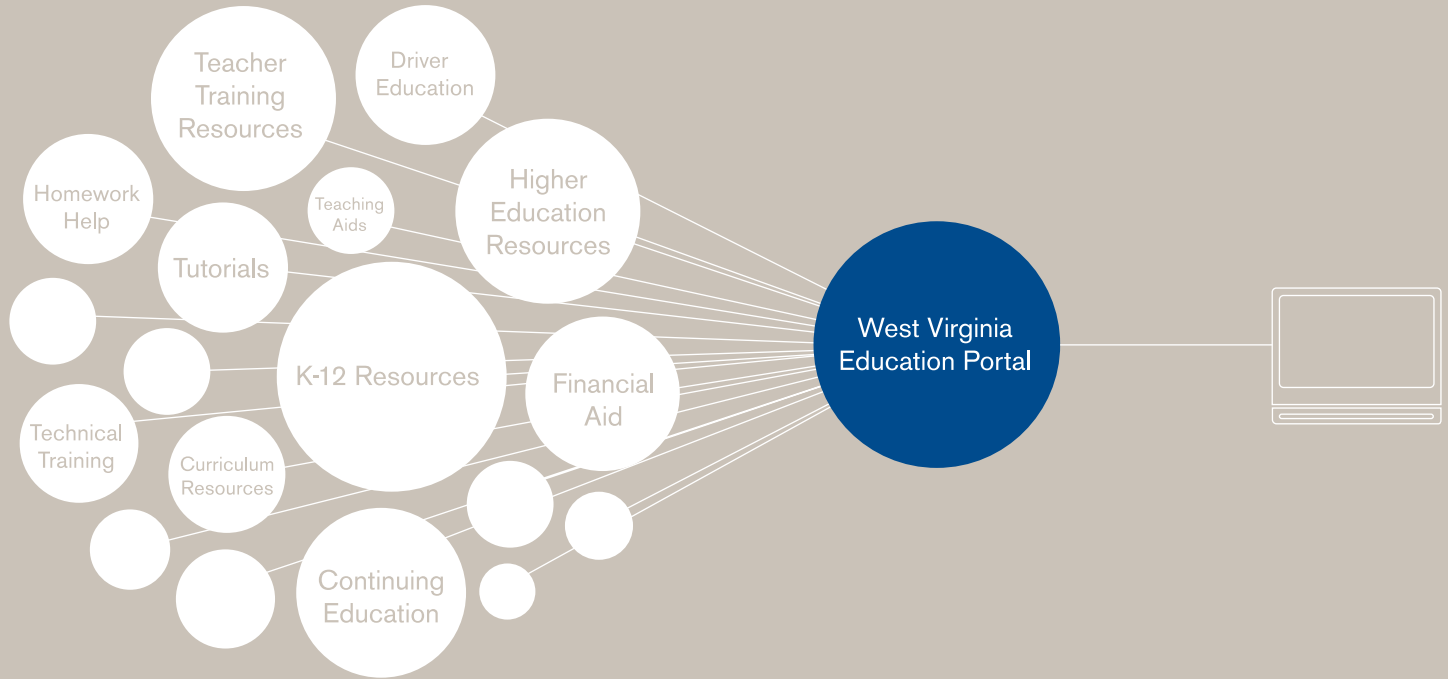 Teacher
Training
Resources
Driver
Education
Homework
Help
Teaching
Aids
Higher
Education
Resources
Tutorials
K-12 Resources
Financial
Aid
West Virginia
Education Portal
Technical
Training
Curriculum
Resources
Continuing
Education